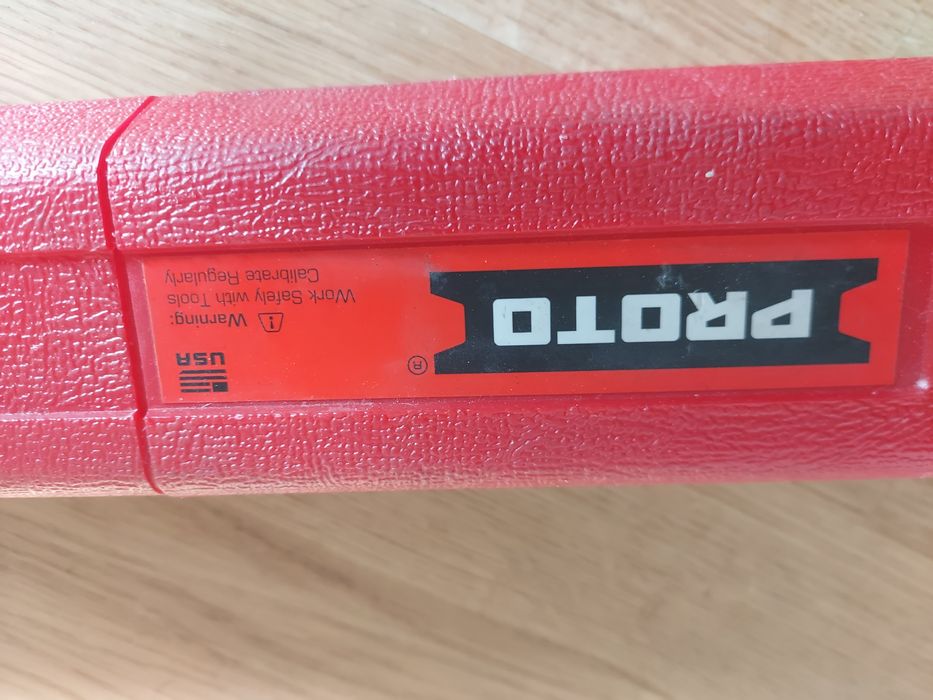 PROTO
®
USA
Warning:
Work Safely with Tools
Calibrate Regularly